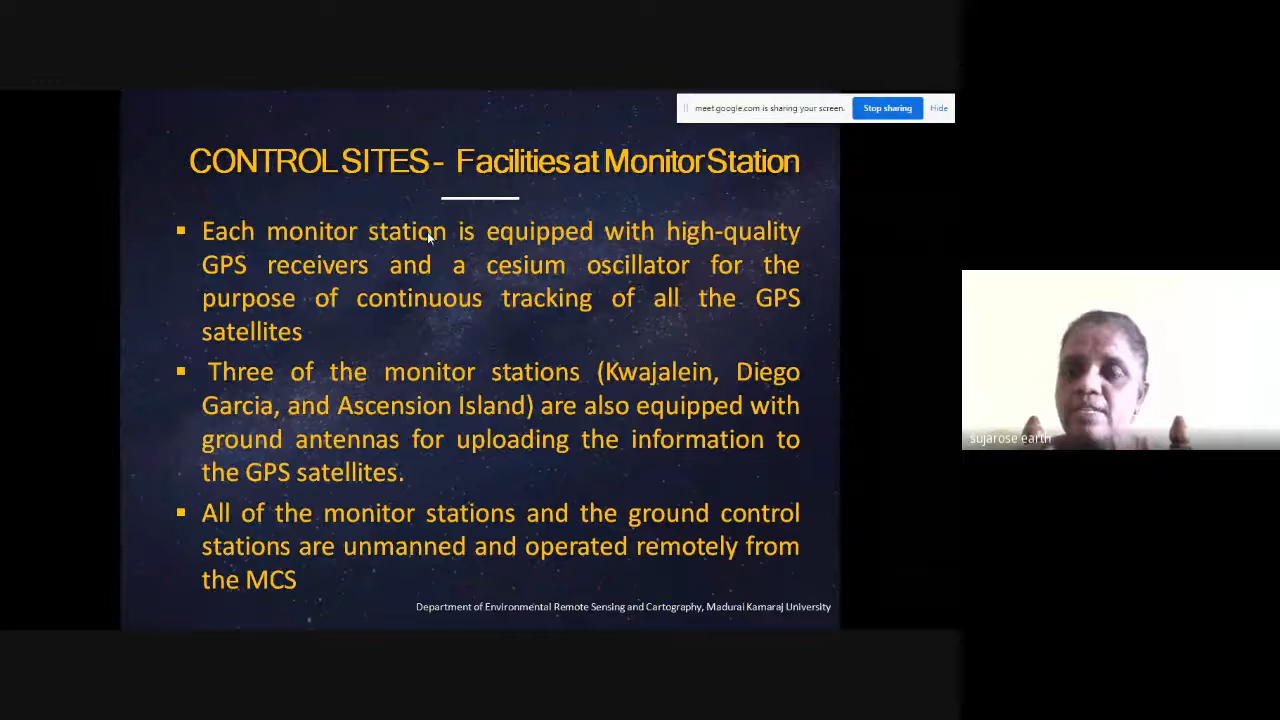 meet.google.com is sharing your screen. Stop sharing Hide
CONTROL SITES - Facilities at Monitor Station
▪ Each monitor station is equipped with high-quality
GPS receivers and a cesium oscillator for the
purpose of continuous tracking of all the GPS
satellites
▪ Three of the monitor stations (Kwajalein, Diego
Garcia, and Ascension Island) are also equipped with
ground antennas for uploading the information to
the GPS satellites.
▪ All of the monitor stations and the ground control
stations are unmanned and operated remotely from
the MCS
Department of Environmental Remote Sensing and Cartography, Madurai Kamaraj University
sujarose earth